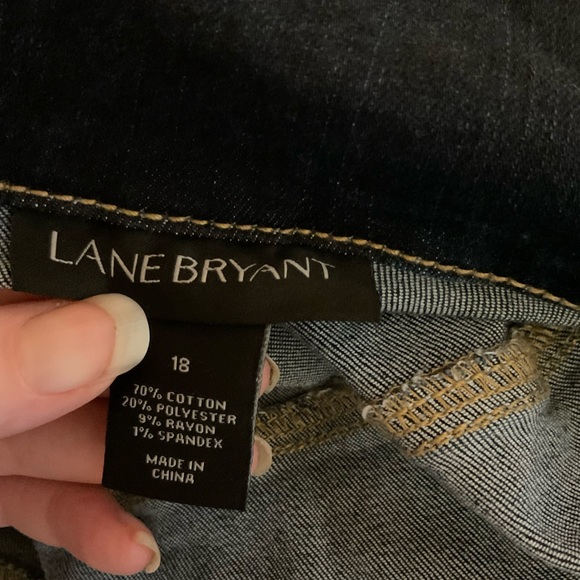 LANE BRYANT
18
70% COTTON
20% POLYESTER
9% RAYON
1% SPANDEX
MADE IN
CHINA